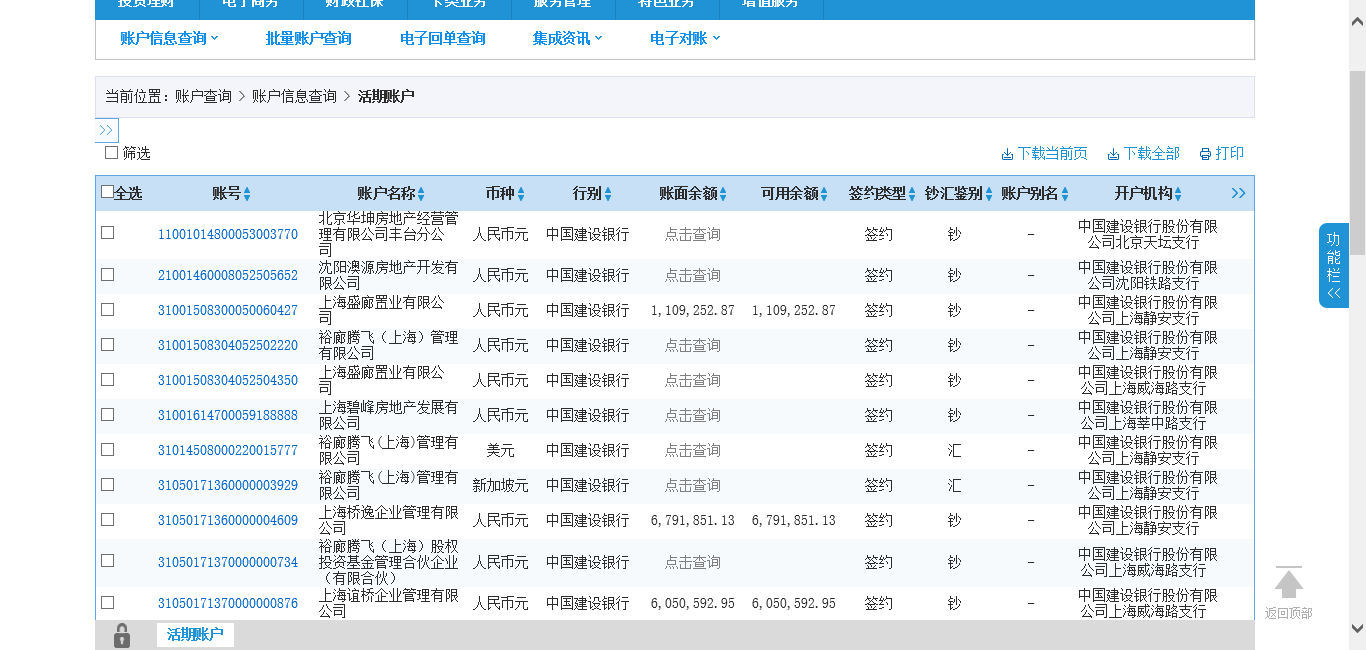 投资理财 电子商务 财政社保 卡类业务 服务管理 特色业务 增值服务
账户信息查询 批量账户查询 电子回单查询 集成资讯 电子对账
当前位置：账户查询 > 账户信息查询 > 活期账户
>>
筛选 下载当前页 下载全部 打印
全选 账号 账户名称 币种 行别 账面余额 可用余额 签约类型 钞汇鉴别 账户别名 开户机构 >>
北京华坤房地产经营管
理有限公司丰台分公
司
11001014800053003770 人民币元 中国建设银行 点击查询 签约 钞 -
中国建设银行股份有限
公司北京天坛支行
沈阳澳源房地产开发有
限公司
21001460008052505652 人民币元 中国建设银行 点击查询 签约 钞 -
中国建设银行股份有限
公司沈阳铁路支行
上海盛廊置业有限公
司
31001508300050060427 人民币元 中国建设银行 1,109,252.87 1,109,252.87 签约 钞 -
中国建设银行股份有限
公司上海静安支行
裕廊腾飞（上海）管理
有限公司
31001508304052502220 人民币元 中国建设银行 点击查询 签约 钞 -
中国建设银行股份有限
公司上海静安支行
上海盛廊置业有限公
司
31001508304052504350 人民币元 中国建设银行 点击查询 签约 钞 -
中国建设银行股份有限
公司上海威海路支行
上海碧峰房地产发展有
限公司
31001614700059188888 人民币元 中国建设银行 点击查询 签约 钞 -
中国建设银行股份有限
公司上海莘中路支行
裕廊腾飞(上海)管理有
限公司
31014508000220015777 美元 中国建设银行 点击查询 签约 汇 -
中国建设银行股份有限
公司上海静安支行
裕廊腾飞(上海)管理有
限公司
31050171360000003929 新加坡元 中国建设银行 点击查询 签约 汇 -
中国建设银行股份有限
公司上海静安支行
上海桥逸企业管理有限
公司
31050171360000004609 人民币元 中国建设银行 6,791,851.13 6,791,851.13 签约 钞 -
中国建设银行股份有限
公司上海静安支行
裕廊腾飞（上海）股权
投资基金管理合伙企业
（有限合伙）
31050171370000000734 人民币元 中国建设银行 点击查询 签约 钞 -
中国建设银行股份有限
公司上海威海路支行
上海谊桥企业管理有限
公司
31050171370000000876 人民币元 中国建设银行 6,050,592.95 6,050,592.95 签约 钞 -
中国建设银行股份有限
公司上海威海路支行
活期账户
功
能
栏
<<
返回顶部